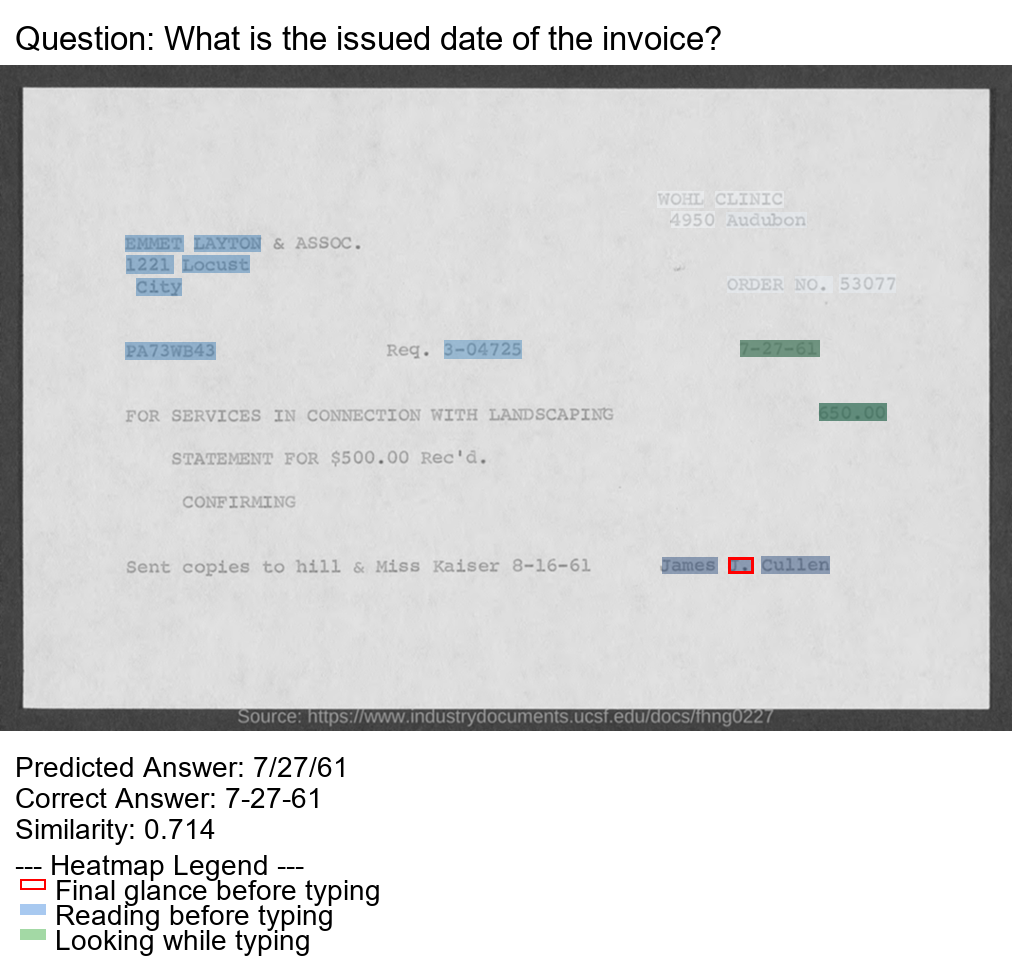 Question: What is the issued date of the invoice?
WOHL CLINIC
4950 Audubon
EMMET LAYTON & ASSOC.
1221 Locust
City
ORDER NO. 53077
PA73WB43 Req. 3-04725 7-27-61
FOR SERVICES IN CONNECTION WITH LANDSCAPING 650.00
STATEMENT FOR $500.00 Rec'd.
CONFIRMING
Sent copies to hill & Miss Kaiser 8-16-61 James J. Cullen
Source: https://www.industrydocuments.ucsf.edu/docs/fhng0227
Predicted Answer: 7/27/61
Correct Answer: 7-27-61
Similarity: 0.714
--- Heatmap Legend ---
Final glance before typing
Reading before typing
Looking while typing